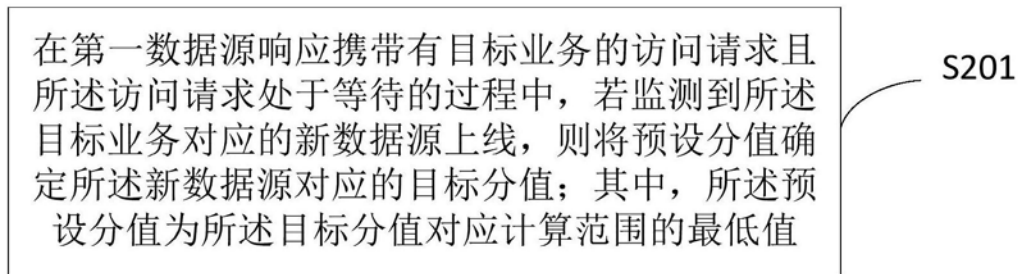 在第一数据源响应携带有目标业务的访问请求且
所述访问请求处于等待的过程中，若监测到所述
目标业务对应的新数据源上线，则将预设分值确
定所述新数据源对应的目标分值；其中，所述预
设分值为所述目标分值对应计算范围的最低值
S201